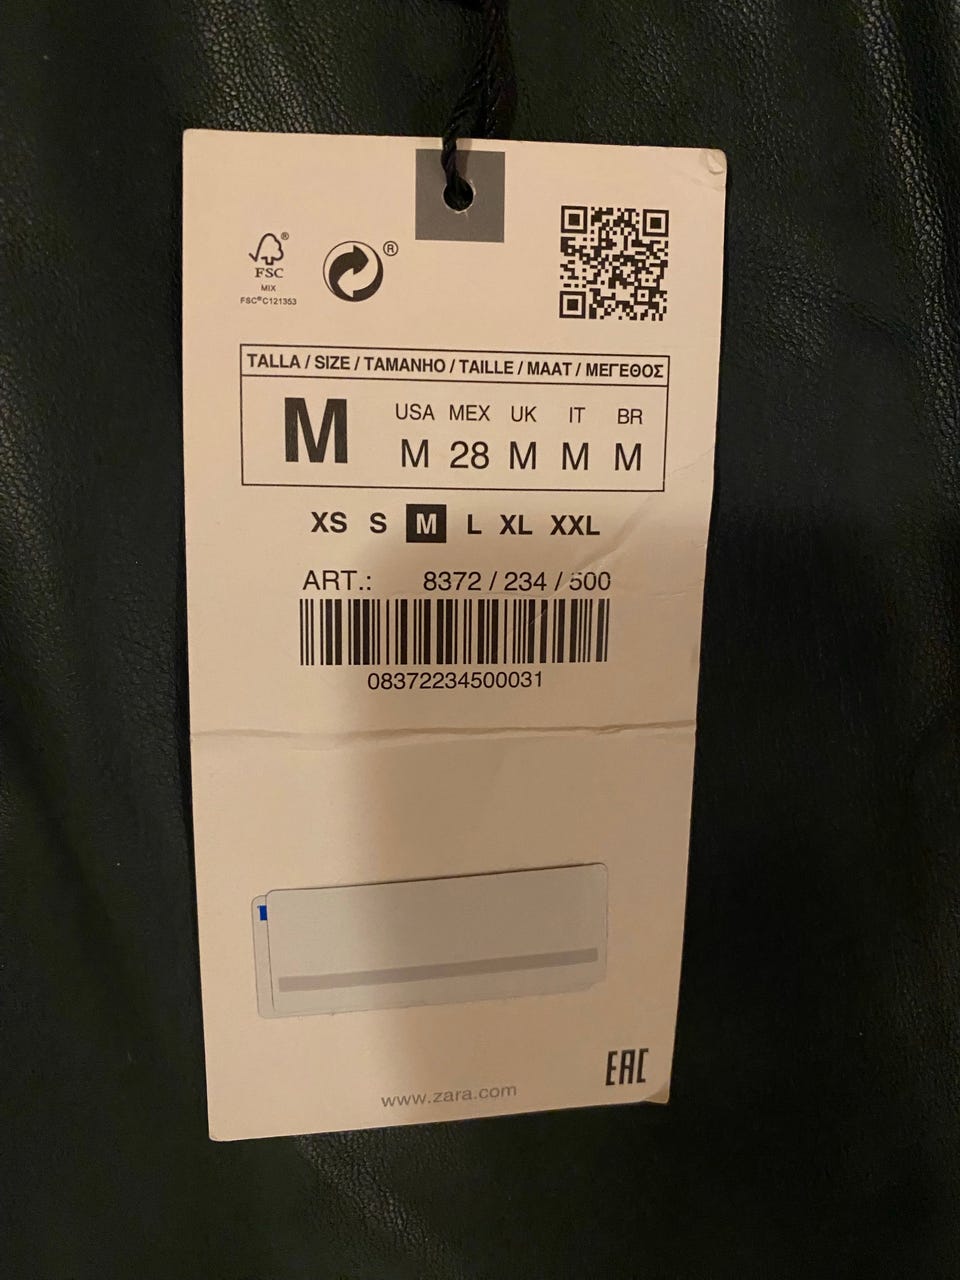 ®
FSC
MIX
FSC® C121353
®
TALLA / SIZE / TAMANHO / TAILLE / MAAT / ΜΕΓΕΘΟΣ
M
USA MEX UK IT BR
M 28 M M M
XS S M L XL XXL
ART.: 8372 / 234 / 500
08372234500031
EAC
www.zara.com